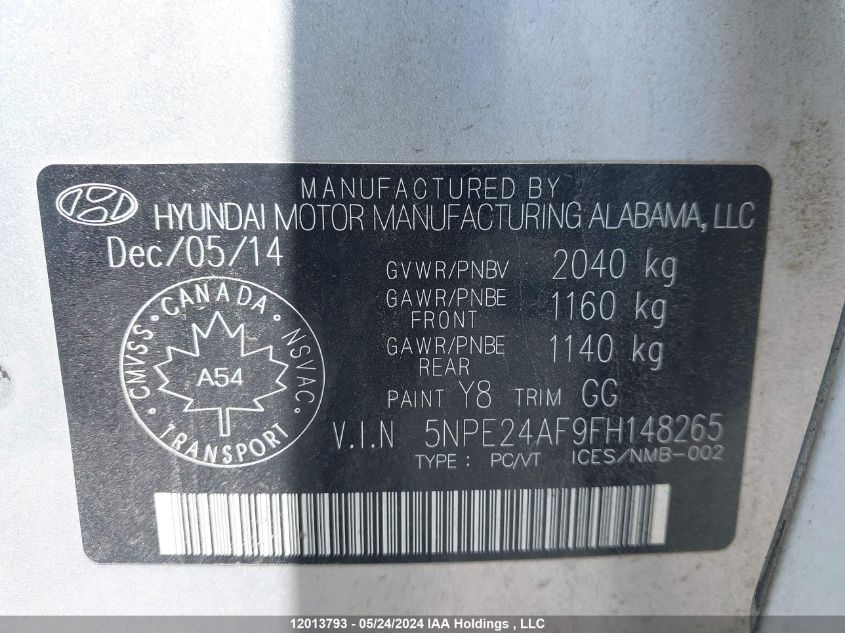 MANUFACTURED BY
HYUNDAI MOTOR MANUFACTURING ALABAMA, LLC
Dec/05/14
GVWR/PNBV 2040 kg
GAWR/PNBE FRONT 1160 kg
GAWR/PNBE REAR 1140 kg
PAINT Y8 TRIM GG
V.I.N 5NPE24AF9FH148265
TYPE : PC/VT ICES/NMB-002
CANADA
CMVSS
NSVAC
A54
TRANSPORT
12013793 - 05/24/2024 IAA Holdings , LLC